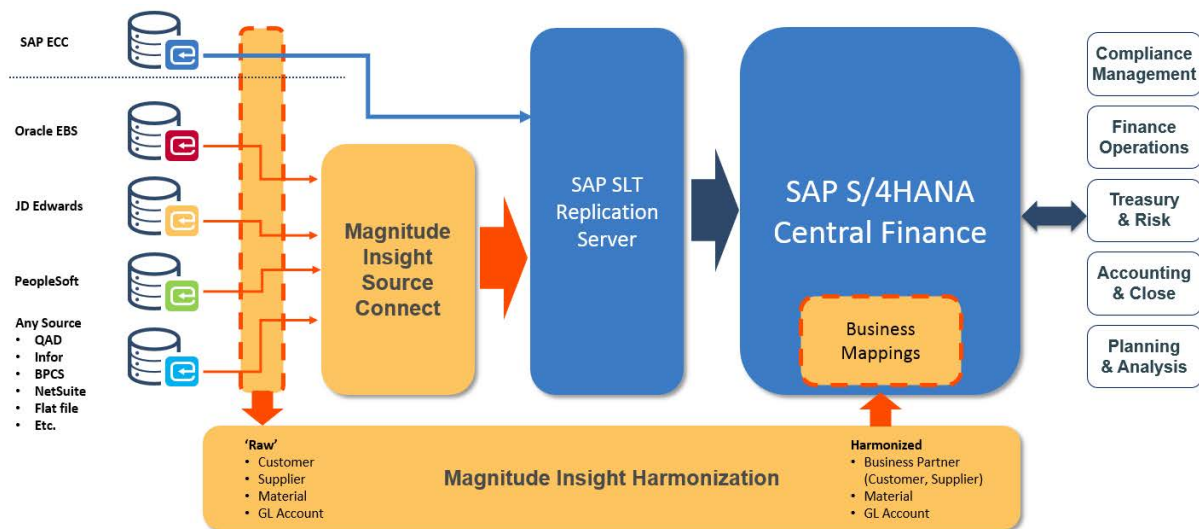 SAP ECC
Oracle EBS
JD Edwards
PeopleSoft
Any Source
• QAD
• Infor
• BPCS
• NetSuite
• Flat file
• Etc.
Magnitude
Insight
Source
Connect
SAP SLT
Replication
Server
SAP S/4HANA
Central Finance
Business
Mappings
Compliance
Management
Finance
Operations
Treasury
& Risk
Accounting
& Close
Planning
& Analysis
‘Raw’
• Customer
• Supplier
• Material
• GL Account
Magnitude Insight Harmonization
Harmonized
• Business Partner
(Customer, Supplier)
• Material
• GL Account